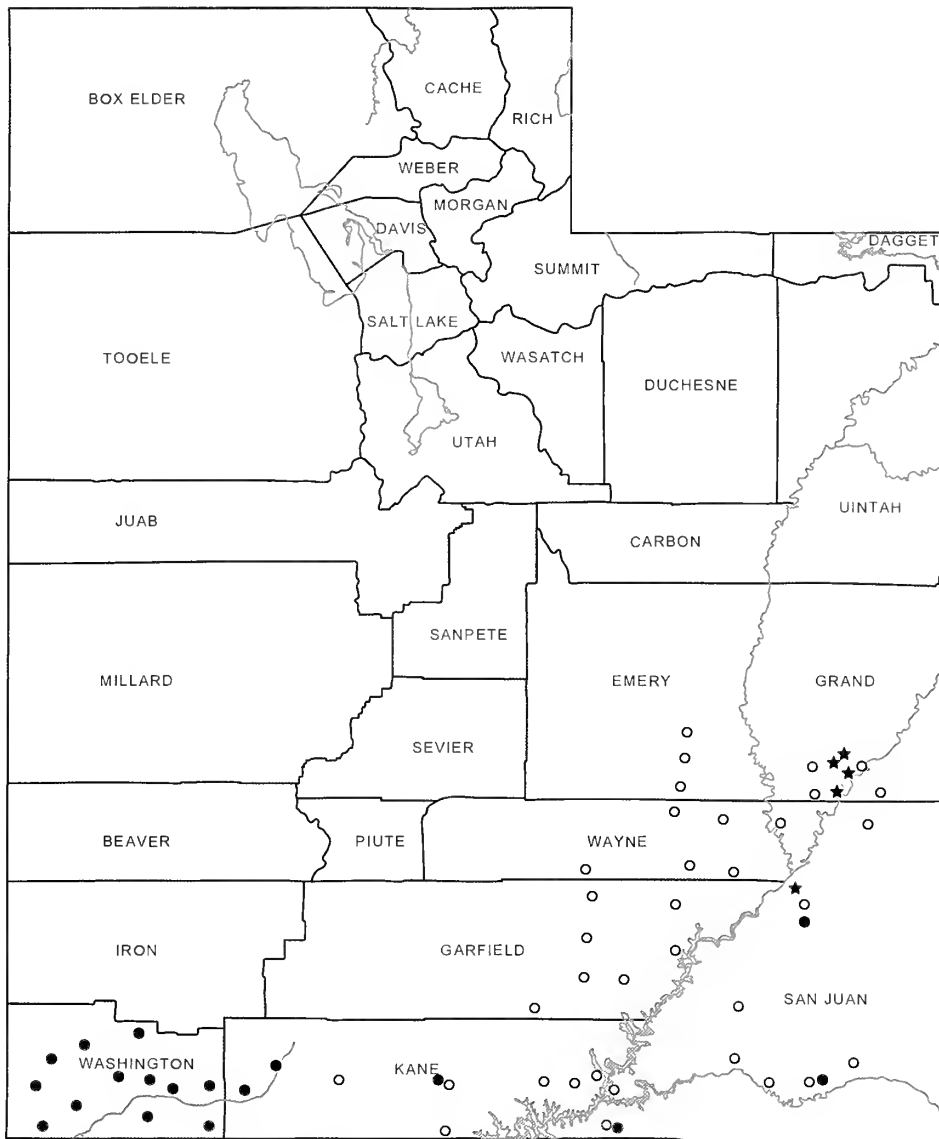 CACHE
BOX ELDER
RICH
WEBER
MORGAN
DAVIS
DAGGET
SUMMIT
SALT LAKE
TOOELE
WASATCH
DUCHESNE
UTAH
UINTAH
JUAB
CARBON
SANPETE
MILLARD
EMERY
GRAND
SEVIER
BEAVER
PIUTE
WAYNE
IRON
GARFIELD
SAN JUAN
WASHINGTON
KANE